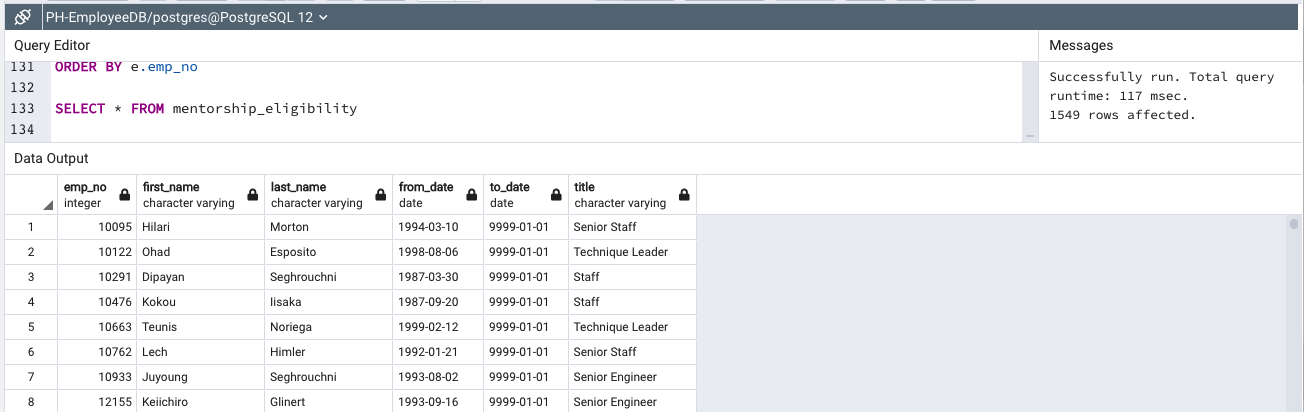 PH-EmployeeDB/postgres@PostgreSQL 12
Query Editor
Messages
131 ORDER BY e.emp_no
132
133 SELECT * FROM mentorship_eligibility
134
Successfully run. Total query
runtime: 117 msec.
1549 rows affected.
Data Output
emp_no first_name last_name from_date to_date title
integer character varying character varying date date character varying
1 10095 Hilari Morton 1994-03-10 9999-01-01 Senior Staff
2 10122 Ohad Esposito 1998-08-06 9999-01-01 Technique Leader
3 10291 Dipayan Seghrouchni 1987-03-30 9999-01-01 Staff
4 10476 Kokou Iisaka 1987-09-20 9999-01-01 Staff
5 10663 Teunis Noriega 1999-02-12 9999-01-01 Technique Leader
6 10762 Lech Himler 1992-01-21 9999-01-01 Senior Staff
7 10933 Juyoung Seghrouchni 1993-08-02 9999-01-01 Senior Engineer
8 12155 Keiichiro Glinert 1993-09-16 9999-01-01 Senior Engineer